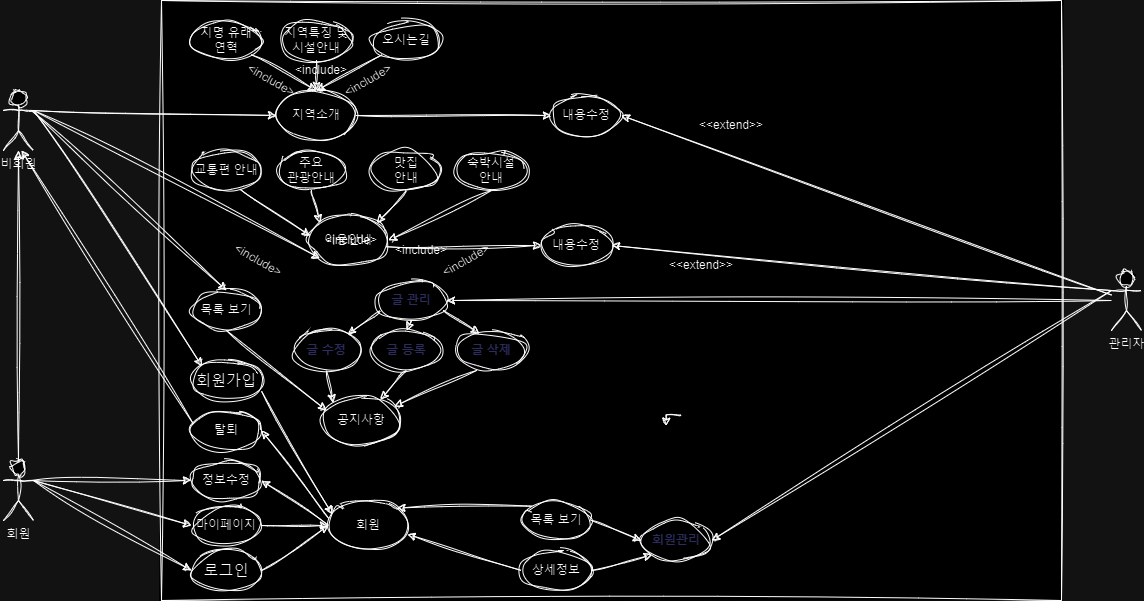 지명 유래
연혁
지역특징 및
시설안내
오시는길
<include>
<include>
<include>
지역소개
내용수정
<<extend>>
비회원
교통편 안내
주요
관광안내
맛집
안내
숙박시설
안내
이용안내
<include>
<include>
내용수정
<include>
<include>
<<extend>>
관리자
목록 보기
글 관리
글 수정
글 등록
글 삭제
회원가입
공지사항
탈퇴
정보수정
회원
마이페이지
회원
목록 보기
회원관리
로그인
상세정보